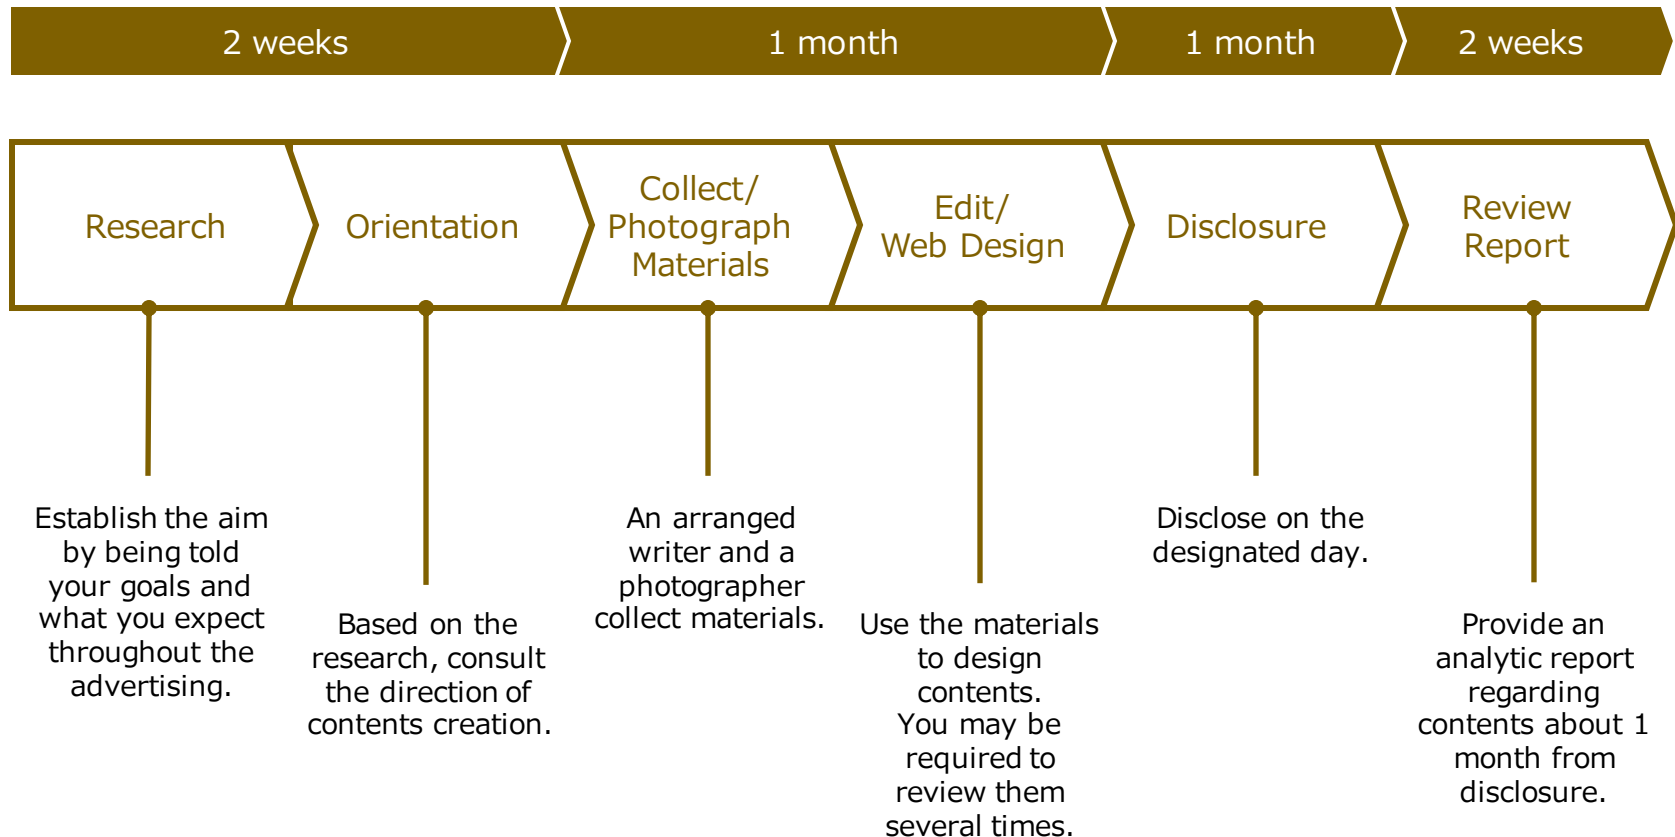 2 weeks
1 month
1 month
2 weeks
Research
Orientation
Collect/
Photograph
Materials
Edit/
Web Design
Disclosure
Review
Report
Establish the aim
by being told
your goals and
what you expect
throughout the
advertising.
Based on the
research, consult
the direction of
contents creation.
An arranged
writer and a
photographer
collect materials.
Use the materials
to design
contents.
You may be
required to
review them
several times.
Disclose on the
designated day.
Provide an
analytic report
regarding
contents about 1
month from
disclosure.